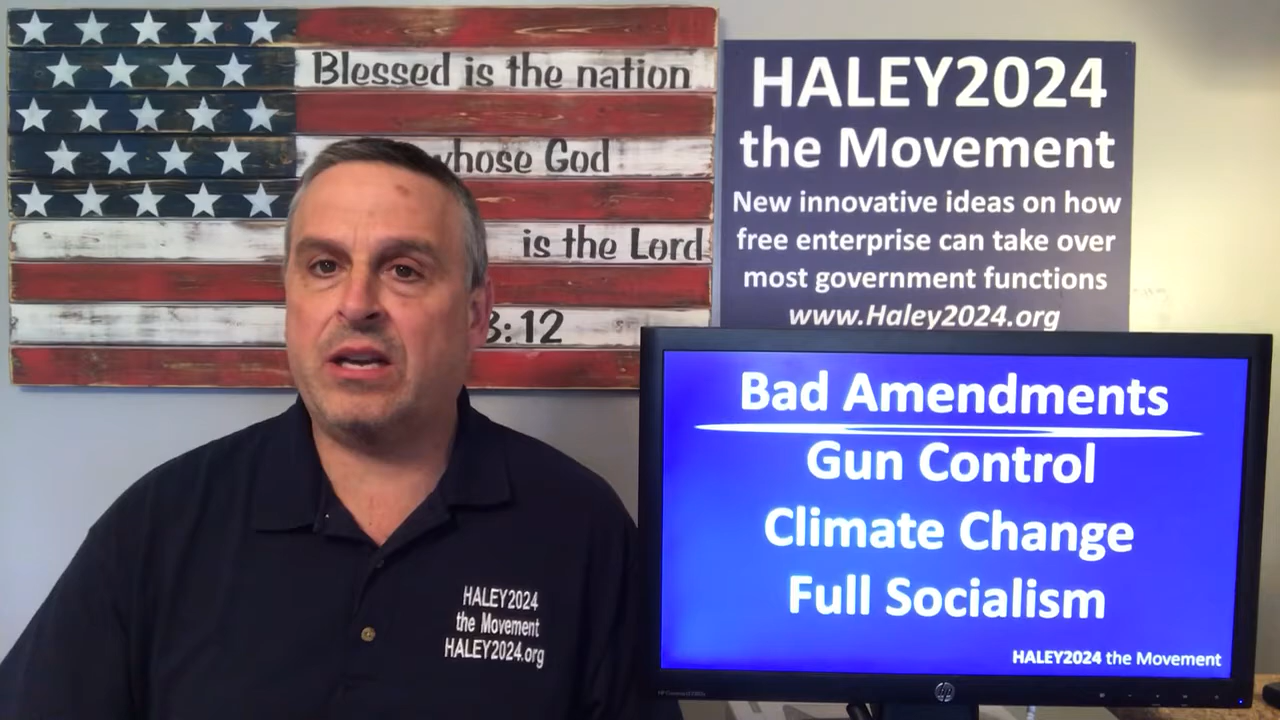 Blessed is the nation
whose God
is the Lord
3:12
HALEY2024
the Movement
New innovative ideas on how
free enterprise can take over
most government functions
www.Haley2024.org
Bad Amendments
Gun Control
Climate Change
Full Socialism
HALEY2024 the Movement
hp
HALEY2024
the Movement
HALEY2024.org